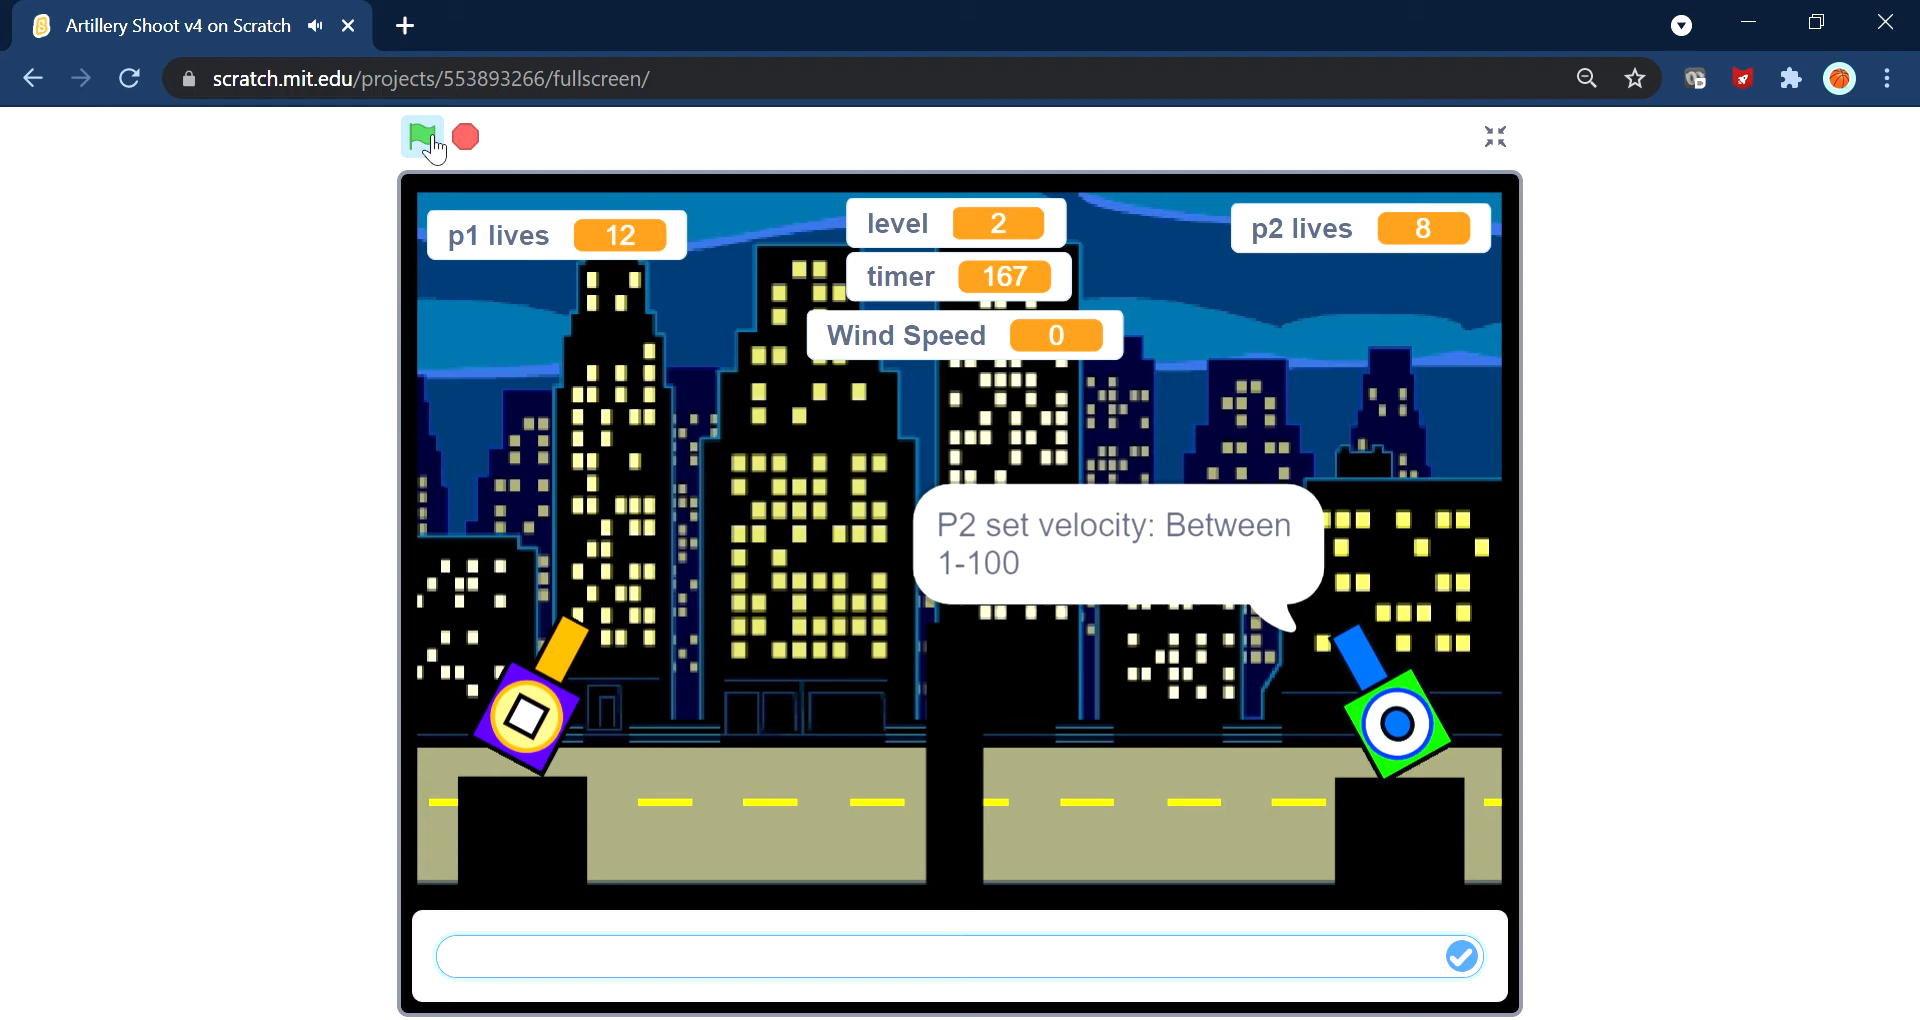 Artillery Shoot v4 on Scratch
scratch.mit.edu/projects/553893266/fullscreen/
p1 lives 12
level 2
p2 lives 8
timer 167
Wind Speed 0
P2 set velocity: Between
1-100